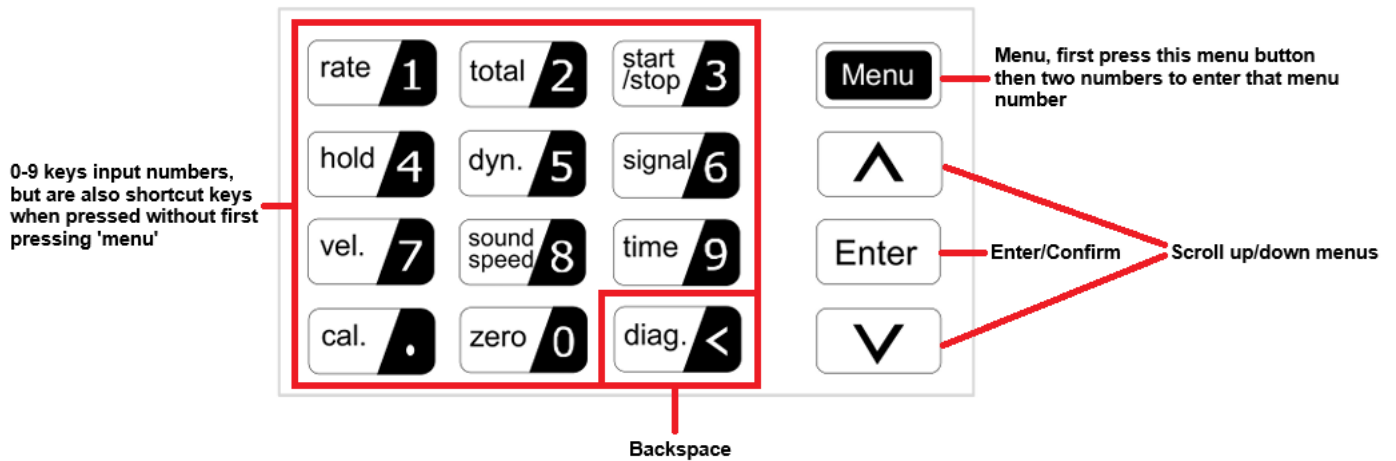 rate 1
total 2
start
/stop 3
Menu
Menu, first press this menu button
then two numbers to enter that menu
number
hold 4
dyn. 5
signal 6
0-9 keys input numbers,
but are also shortcut keys
when pressed without first
pressing 'menu'
vel. 7
sound
speed 8
time 9
Enter
Enter/Confirm
Scroll up/down menus
cal. .
zero 0
diag. <
Backspace